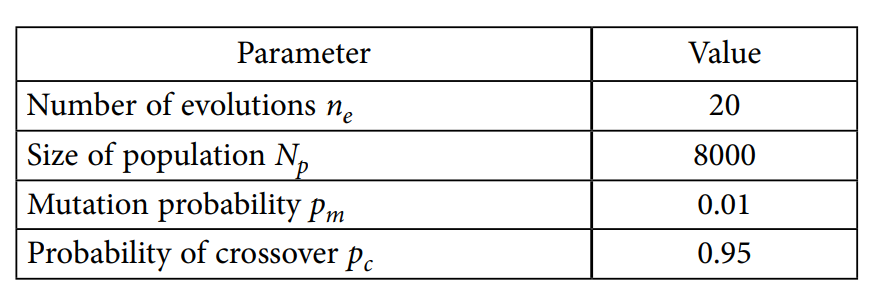 Parameter Value
Number of evolutions n_e 20
Size of population N_p 8000
Mutation probability p_m 0.01
Probability of crossover p_c 0.95